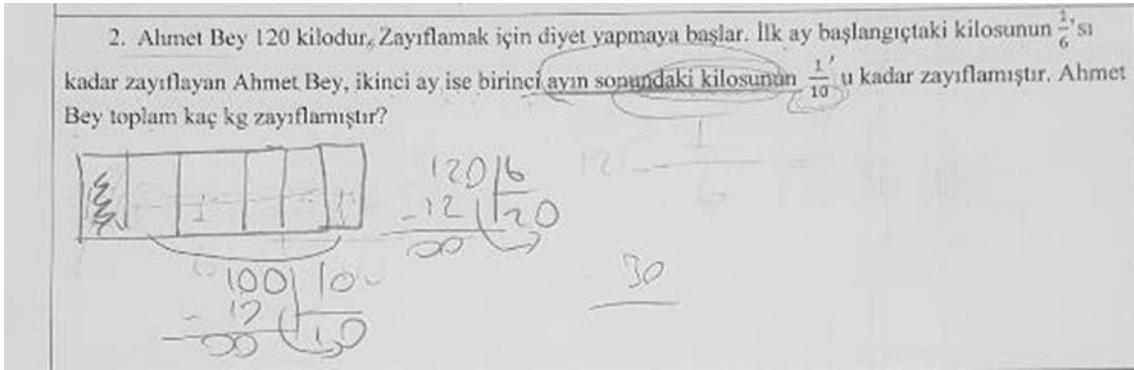 2. Ahmet Bey 120 kilodur. Zayıflamak için diyet yapmaya başlar. İlk ay başlangıçtaki kilosunun 1/6'sı
kadar zayıflayan Ahmet Bey, ikinci ay ise birinci ayın sonundaki kilosunun 1/10'u kadar zayıflamıştır. Ahmet
Bey toplam kaç kg zayıflamıştır?
120 6
-12 20
00
100 10
00 10
30